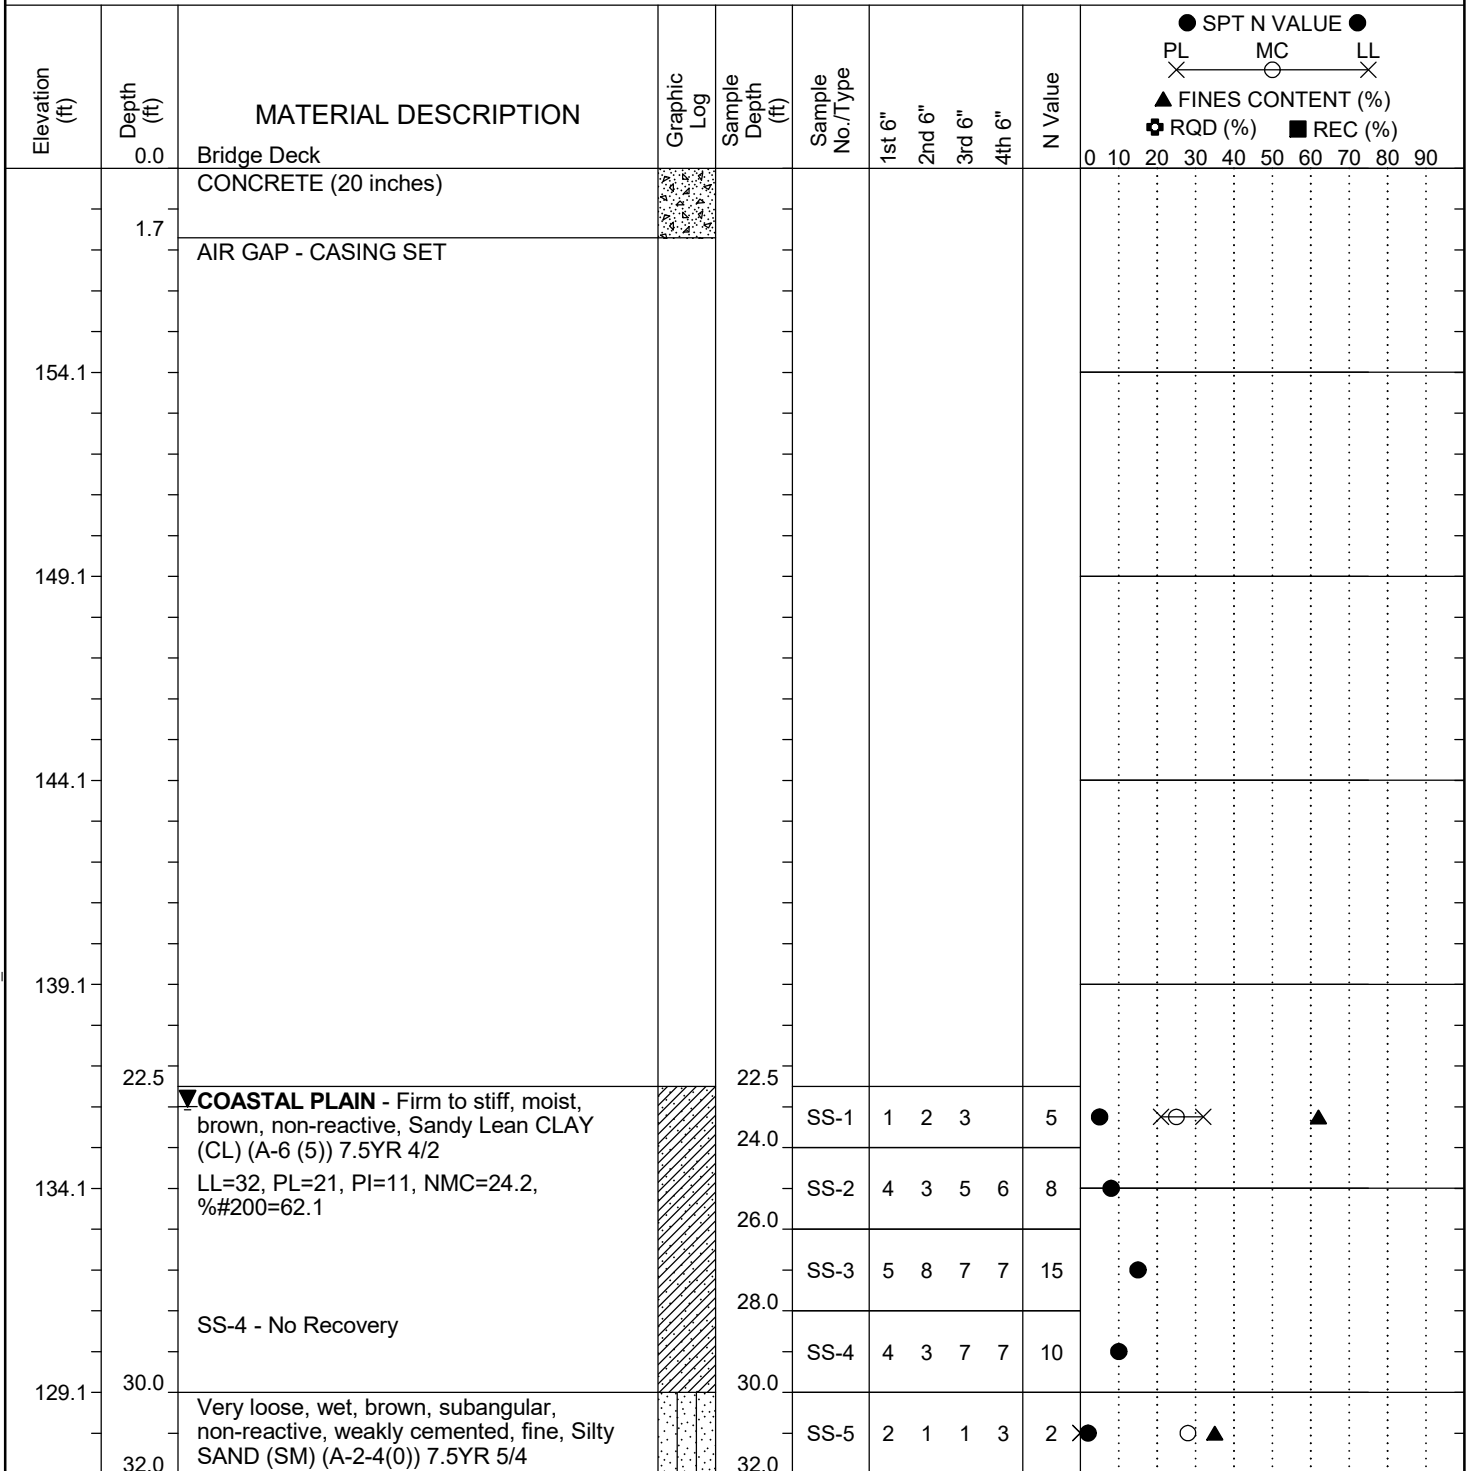 Elevation (ft)
Depth (ft)
MATERIAL DESCRIPTION
Graphic Log
Sample Depth (ft)
Sample No./Type
1st 6"
2nd 6"
3rd 6"
4th 6"
N Value
● SPT N VALUE ●
PL MC LL
▲ FINES CONTENT (%)
RQD (%) ■ REC (%)
0 10 20 30 40 50 60 70 80 90
0.0 Bridge Deck
CONCRETE (20 inches)
1.7
AIR GAP - CASING SET
154.1
149.1
144.1
139.1
22.5 22.5
COASTAL PLAIN - Firm to stiff, moist,
brown, non-reactive, Sandy Lean CLAY
(CL) (A-6 (5)) 7.5YR 4/2
SS-1 1 2 3 5
24.0
LL=32, PL=21, PI=11, NMC=24.2,
%#200=62.1
134.1
SS-2 4 3 5 6 8
26.0
SS-3 5 8 7 7 15
28.0
SS-4 - No Recovery
SS-4 4 3 7 7 10
129.1 30.0 30.0
Very loose, wet, brown, subangular,
non-reactive, weakly cemented, fine, Silty
SAND (SM) (A-2-4(0)) 7.5YR 5/4
SS-5 2 1 1 3 2
32.0 32.0